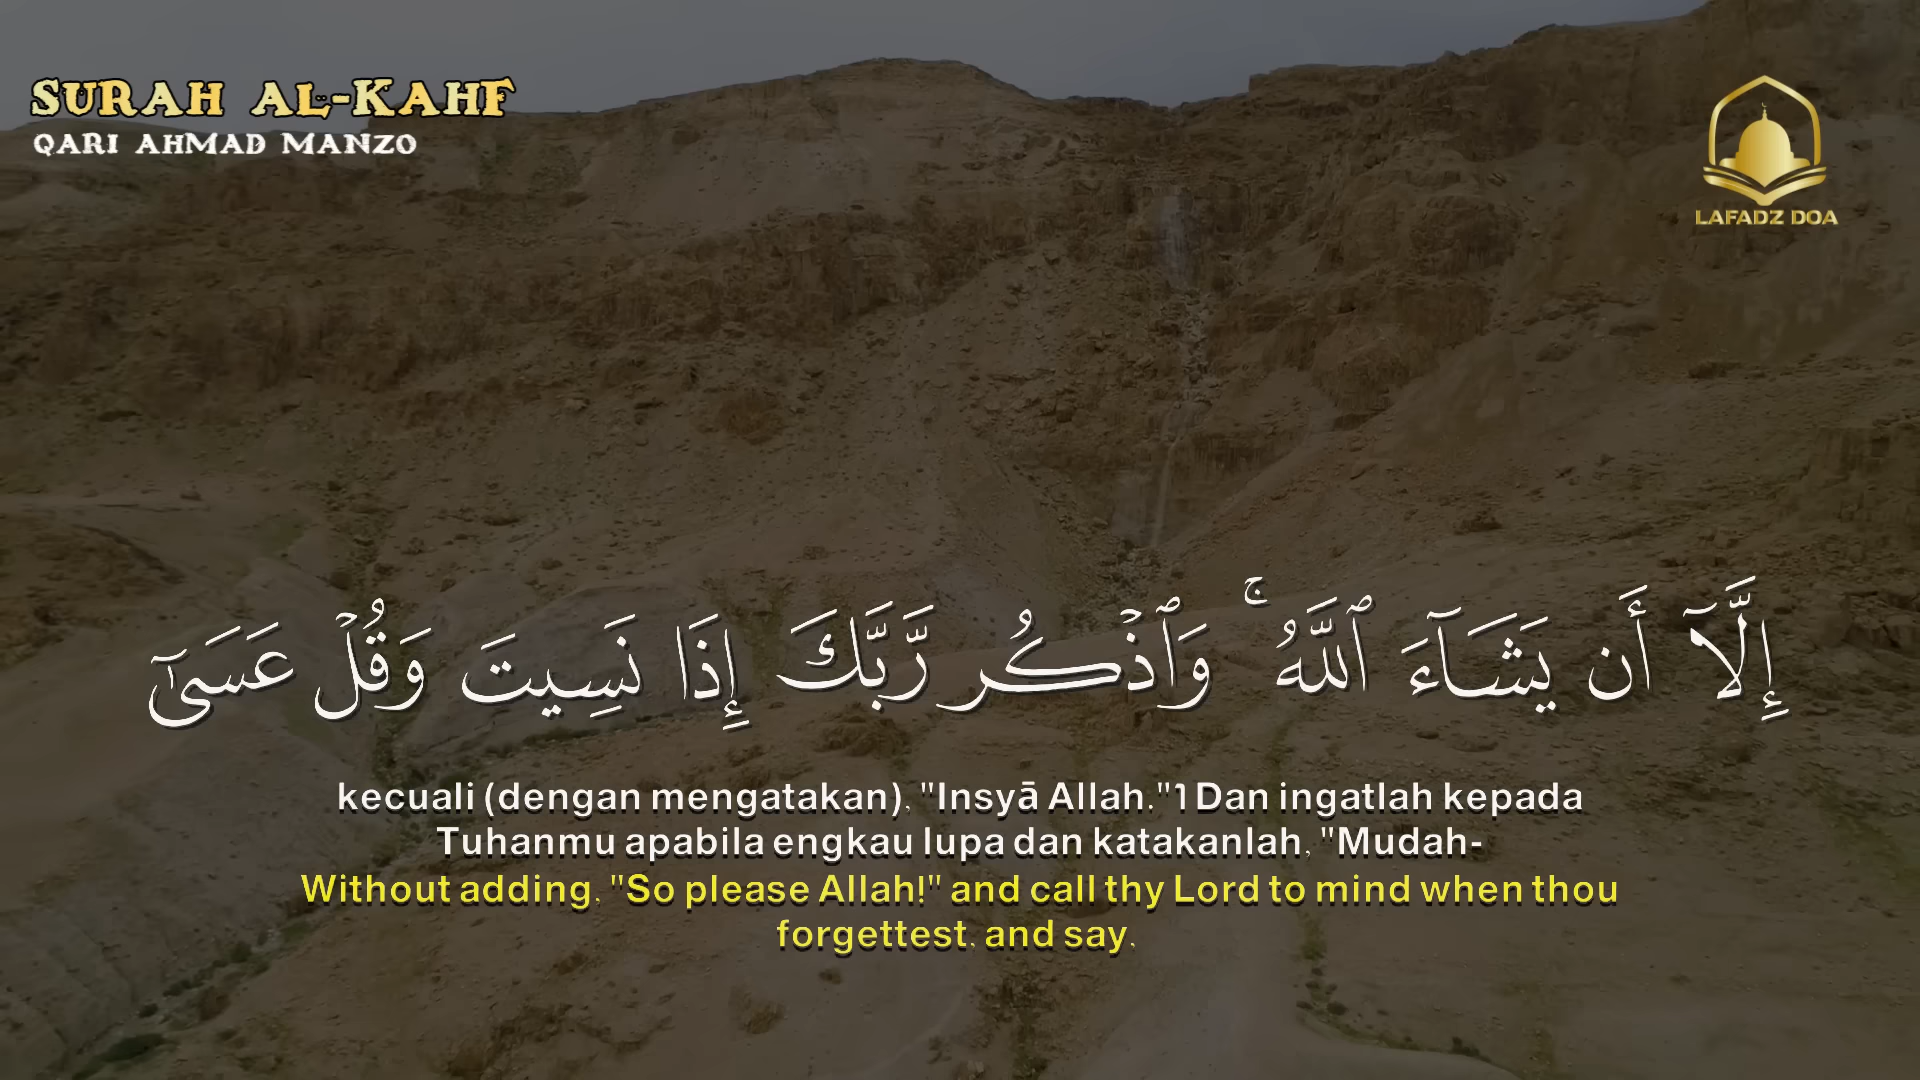 SURAH AL-KAHF
QARI AHMAD MANZO
LAFADZ DOA
إِلَّآ أَن يَشَآءَ ٱللَّهُ ۚ وَٱذْكُر رَّبَّكَ إِذَا نَسِيتَ وَقُلْ عَسَىٰٓ
kecuali (dengan mengatakan), "Insyā Allah."1 Dan ingatlah kepada
Tuhanmu apabila engkau lupa dan katakanlah, "Mudah-
Without adding, "So please Allah!" and call thy Lord to mind when thou
forgettest, and say,